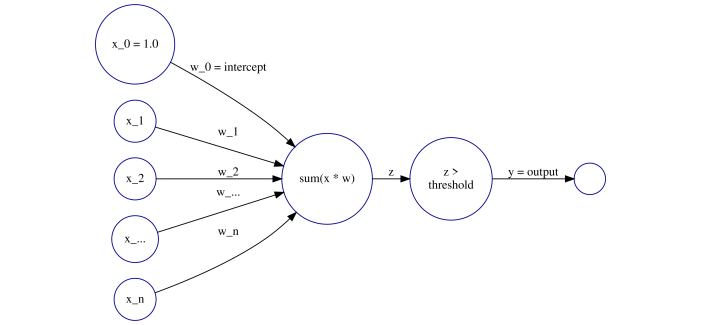 x_0 = 1.0
w_0 = intercept
x_1
w_1
x_2
w_2
w_...
x_...
w_n
x_n
sum(x * w)
z
z >
threshold
y = output